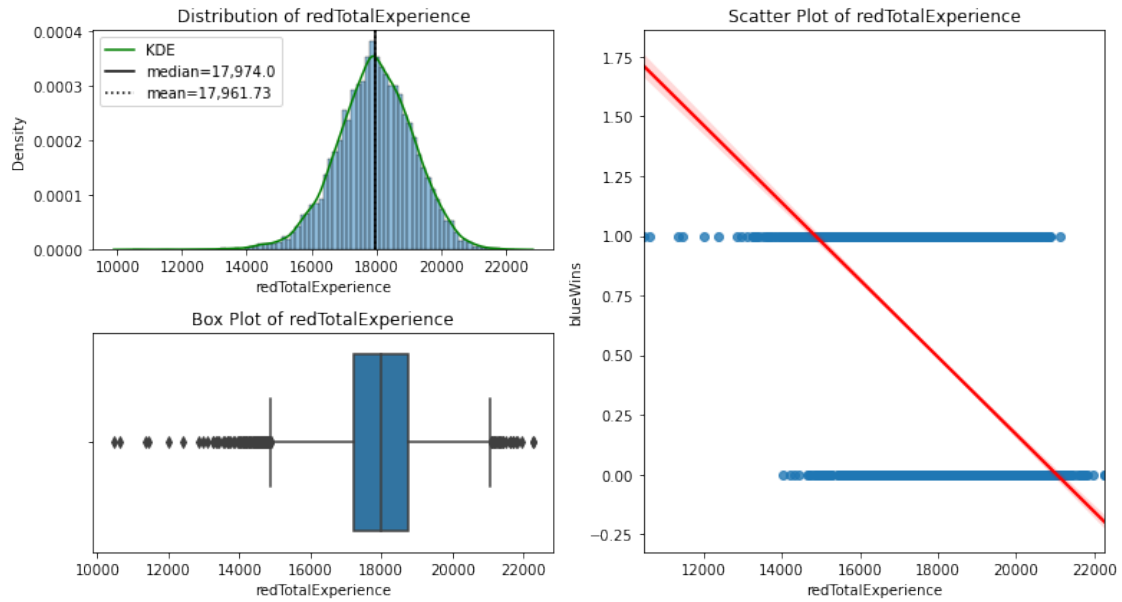 Distribution of redTotalExperience
0.0004
0.0003
0.0002
0.0001
0.0000
Density
KDE
median=17,974.0
mean=17,961.73
10000 12000 14000 16000 18000 20000 22000
redTotalExperience
Box Plot of redTotalExperience
10000 12000 14000 16000 18000 20000 22000
redTotalExperience
Scatter Plot of redTotalExperience
1.75
1.50
1.25
1.00
0.75
0.50
0.25
0.00
−0.25
blueWins
12000 14000 16000 18000 20000 22000
redTotalExperience